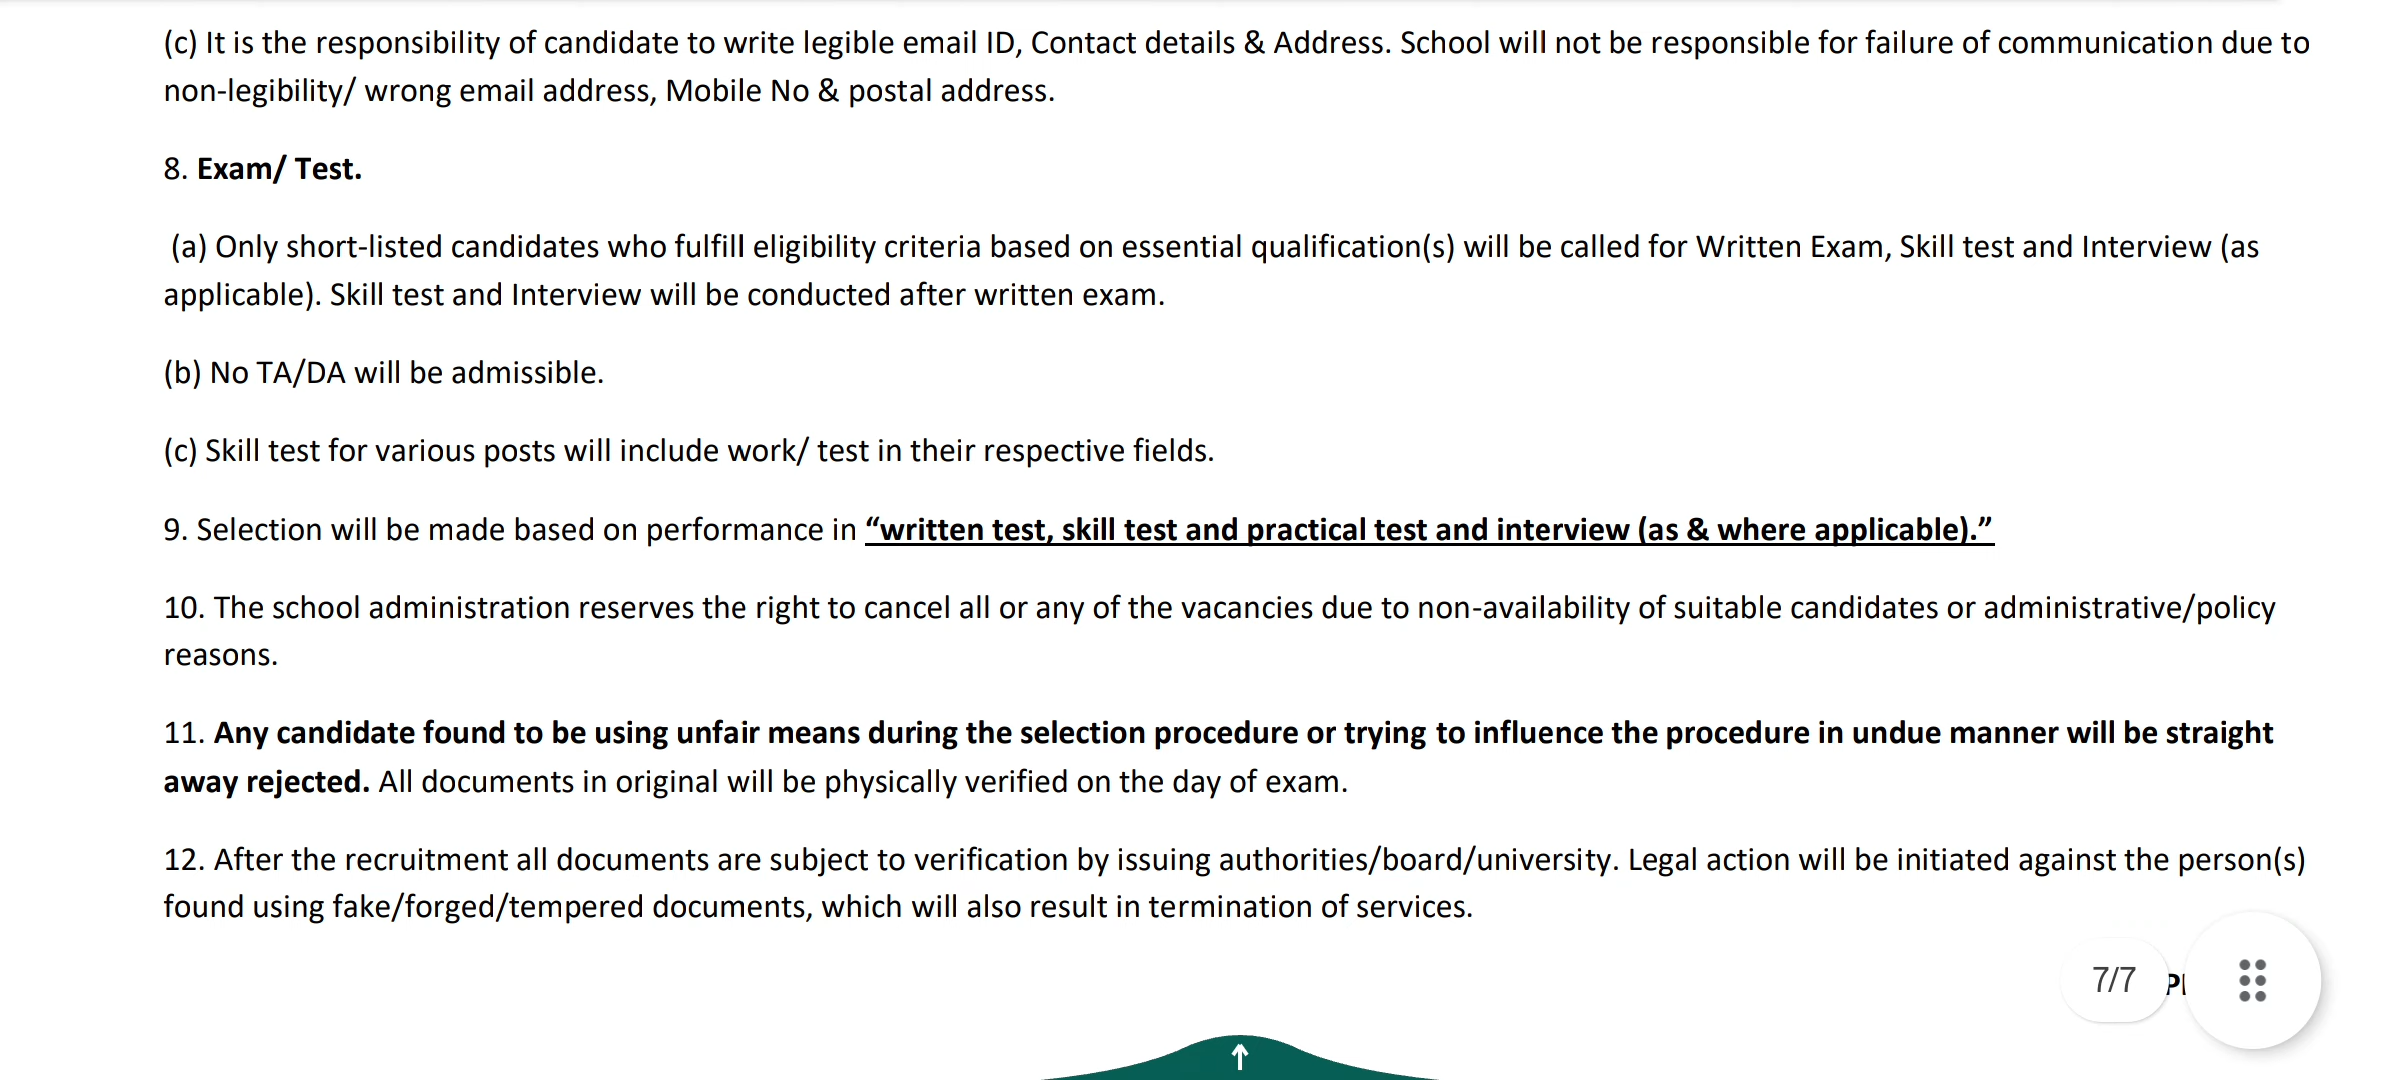 (c) It is the responsibility of candidate to write legible email ID, Contact details & Address. School will not be responsible for failure of communication due to
non-legibility/ wrong email address, Mobile No & postal address.
8. Exam/ Test.
(a) Only short-listed candidates who fulfill eligibility criteria based on essential qualification(s) will be called for Written Exam, Skill test and Interview (as
applicable). Skill test and Interview will be conducted after written exam.
(b) No TA/DA will be admissible.
(c) Skill test for various posts will include work/ test in their respective fields.
9. Selection will be made based on performance in “written test, skill test and practical test and interview (as & where applicable).”
10. The school administration reserves the right to cancel all or any of the vacancies due to non-availability of suitable candidates or administrative/policy
reasons.
11. Any candidate found to be using unfair means during the selection procedure or trying to influence the procedure in undue manner will be straight
away rejected. All documents in original will be physically verified on the day of exam.
12. After the recruitment all documents are subject to verification by issuing authorities/board/university. Legal action will be initiated against the person(s)
found using fake/forged/tempered documents, which will also result in termination of services.
7/7